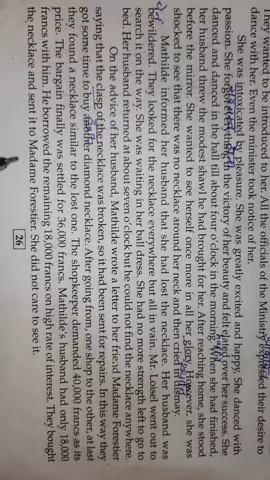 They wanted to be introduced to her. All the officials of the Ministry expressed their desire to
dance with her. Even the minister took notice of her.
She was intoxicated by pleasure. She was greatly excited and happy. She danced with
passion. She forgot in the victory of her beauty and felt glory over her success. She
danced and danced in the hall till about four o'clock in the morning. When she had finished,
her husband threw the modest shawl he had brought for her. After reaching home, she stood
before the mirror. She wanted to see herself once more in all her glory. However, she was
shocked to see that there was no necklace around her neck and then cried in dismay.
Mathilde informed her husband that she had lost the necklace. Her husband was
bewildered. They looked for the necklace everywhere but all in vain. Mr. Loisel went out to
search it on the way. She was waiting in her ball dress. She had no more strength left to go to
bed. Her husband returned at about seven o'clock but he could not find the necklace anywhere.
On the advice of her husband, Mathilde wrote a letter to her friend Madame Forestier
saying that the clasp of the necklace was broken, so it had been sent for repairs. In this way they
got some time to buy another diamond necklace. After going from, one shop to the other, at last
they found a necklace similar to the lost one. The shopkeeper demanded 40,000 francs as its
price. The bargain finally was settled for 36,000 francs. Mathilde's husband had only 18,000
francs with him. He borrowed the remaining 18,000 francs on high rate of interest. They bought
the necklace and sent it to Madame Forestier. She did not care to see it.
26